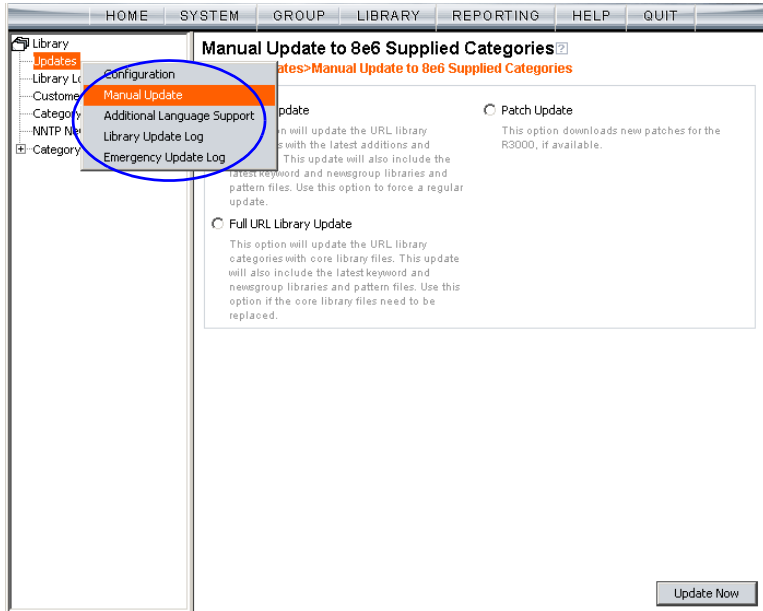 HOME SYSTEM GROUP LIBRARY REPORTING HELP QUIT
Library
Updates
Library Lo
Custome
Category
NNTP Ne
Category
Configuration
Manual Update
Additional Language Support
Library Update Log
Emergency Update Log
Manual Update to 8e6 Supplied Categories
ates>Manual Update to 8e6 Supplied Categories
pdate
n will update the URL library
s with the latest additions and
This update will also include the
latest keyword and newsgroup libraries and
pattern files. Use this option to force a regular
update.
Full URL Library Update
This option will update the URL library
categories with core library files. This update
will also include the latest keyword and
newsgroup libraries and pattern files. Use this
option if the core library files need to be
replaced.
Patch Update
This option downloads new patches for the
R3000, if available.
Update Now